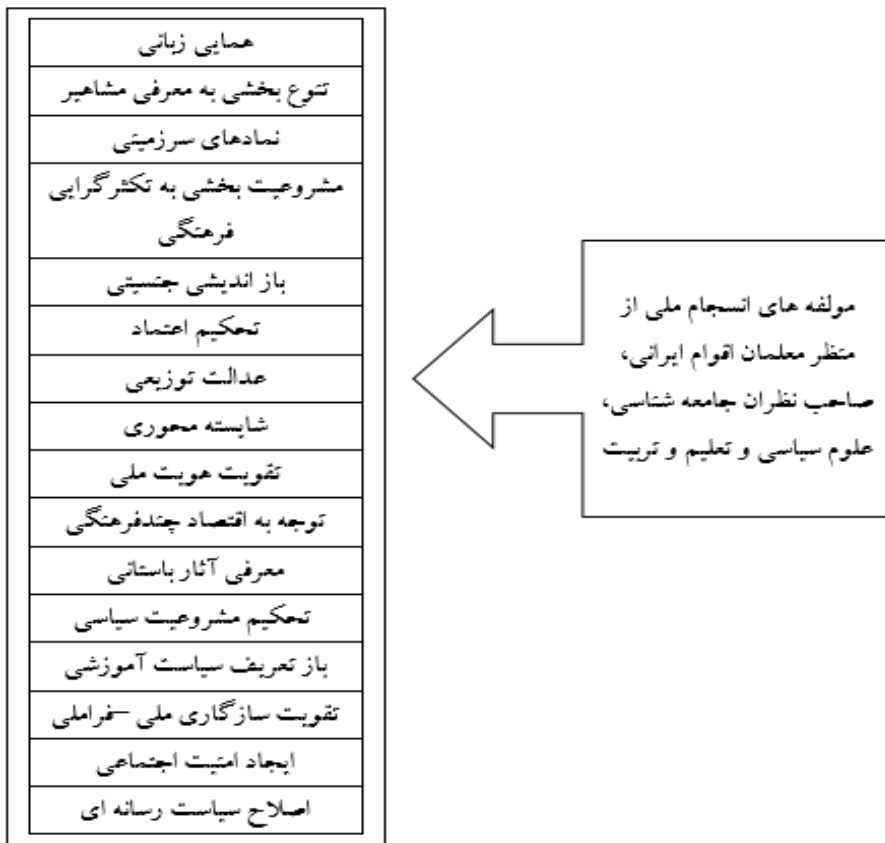 همایی زبانی
تنوع بخشی به معرفی مشاهیر
نمادهای سرزمینی
مشروعیت بخشی به تکثرگرایی
فرهنگی
باز اندیشی جنسیتی
تحکیم اعتماد
عدالت توزیعی
شایسته محوری
تقویت هویت ملی
توجه به اقتصاد چندفرهنگی
معرفی آثار باستانی
تحکیم مشروعیت سیاسی
باز تعریف سیاست آموزشی
تقویت سازگاری ملی –فراملی
ایجاد امنیت اجتماعی
اصلاح سیاست رسانه ای
مولفه های انسجام ملی از
منظر معلمان اقوام ایرانی،
صاحب نظران جامعه شناسی،
علوم سیاسی و تعلیم و تربیت